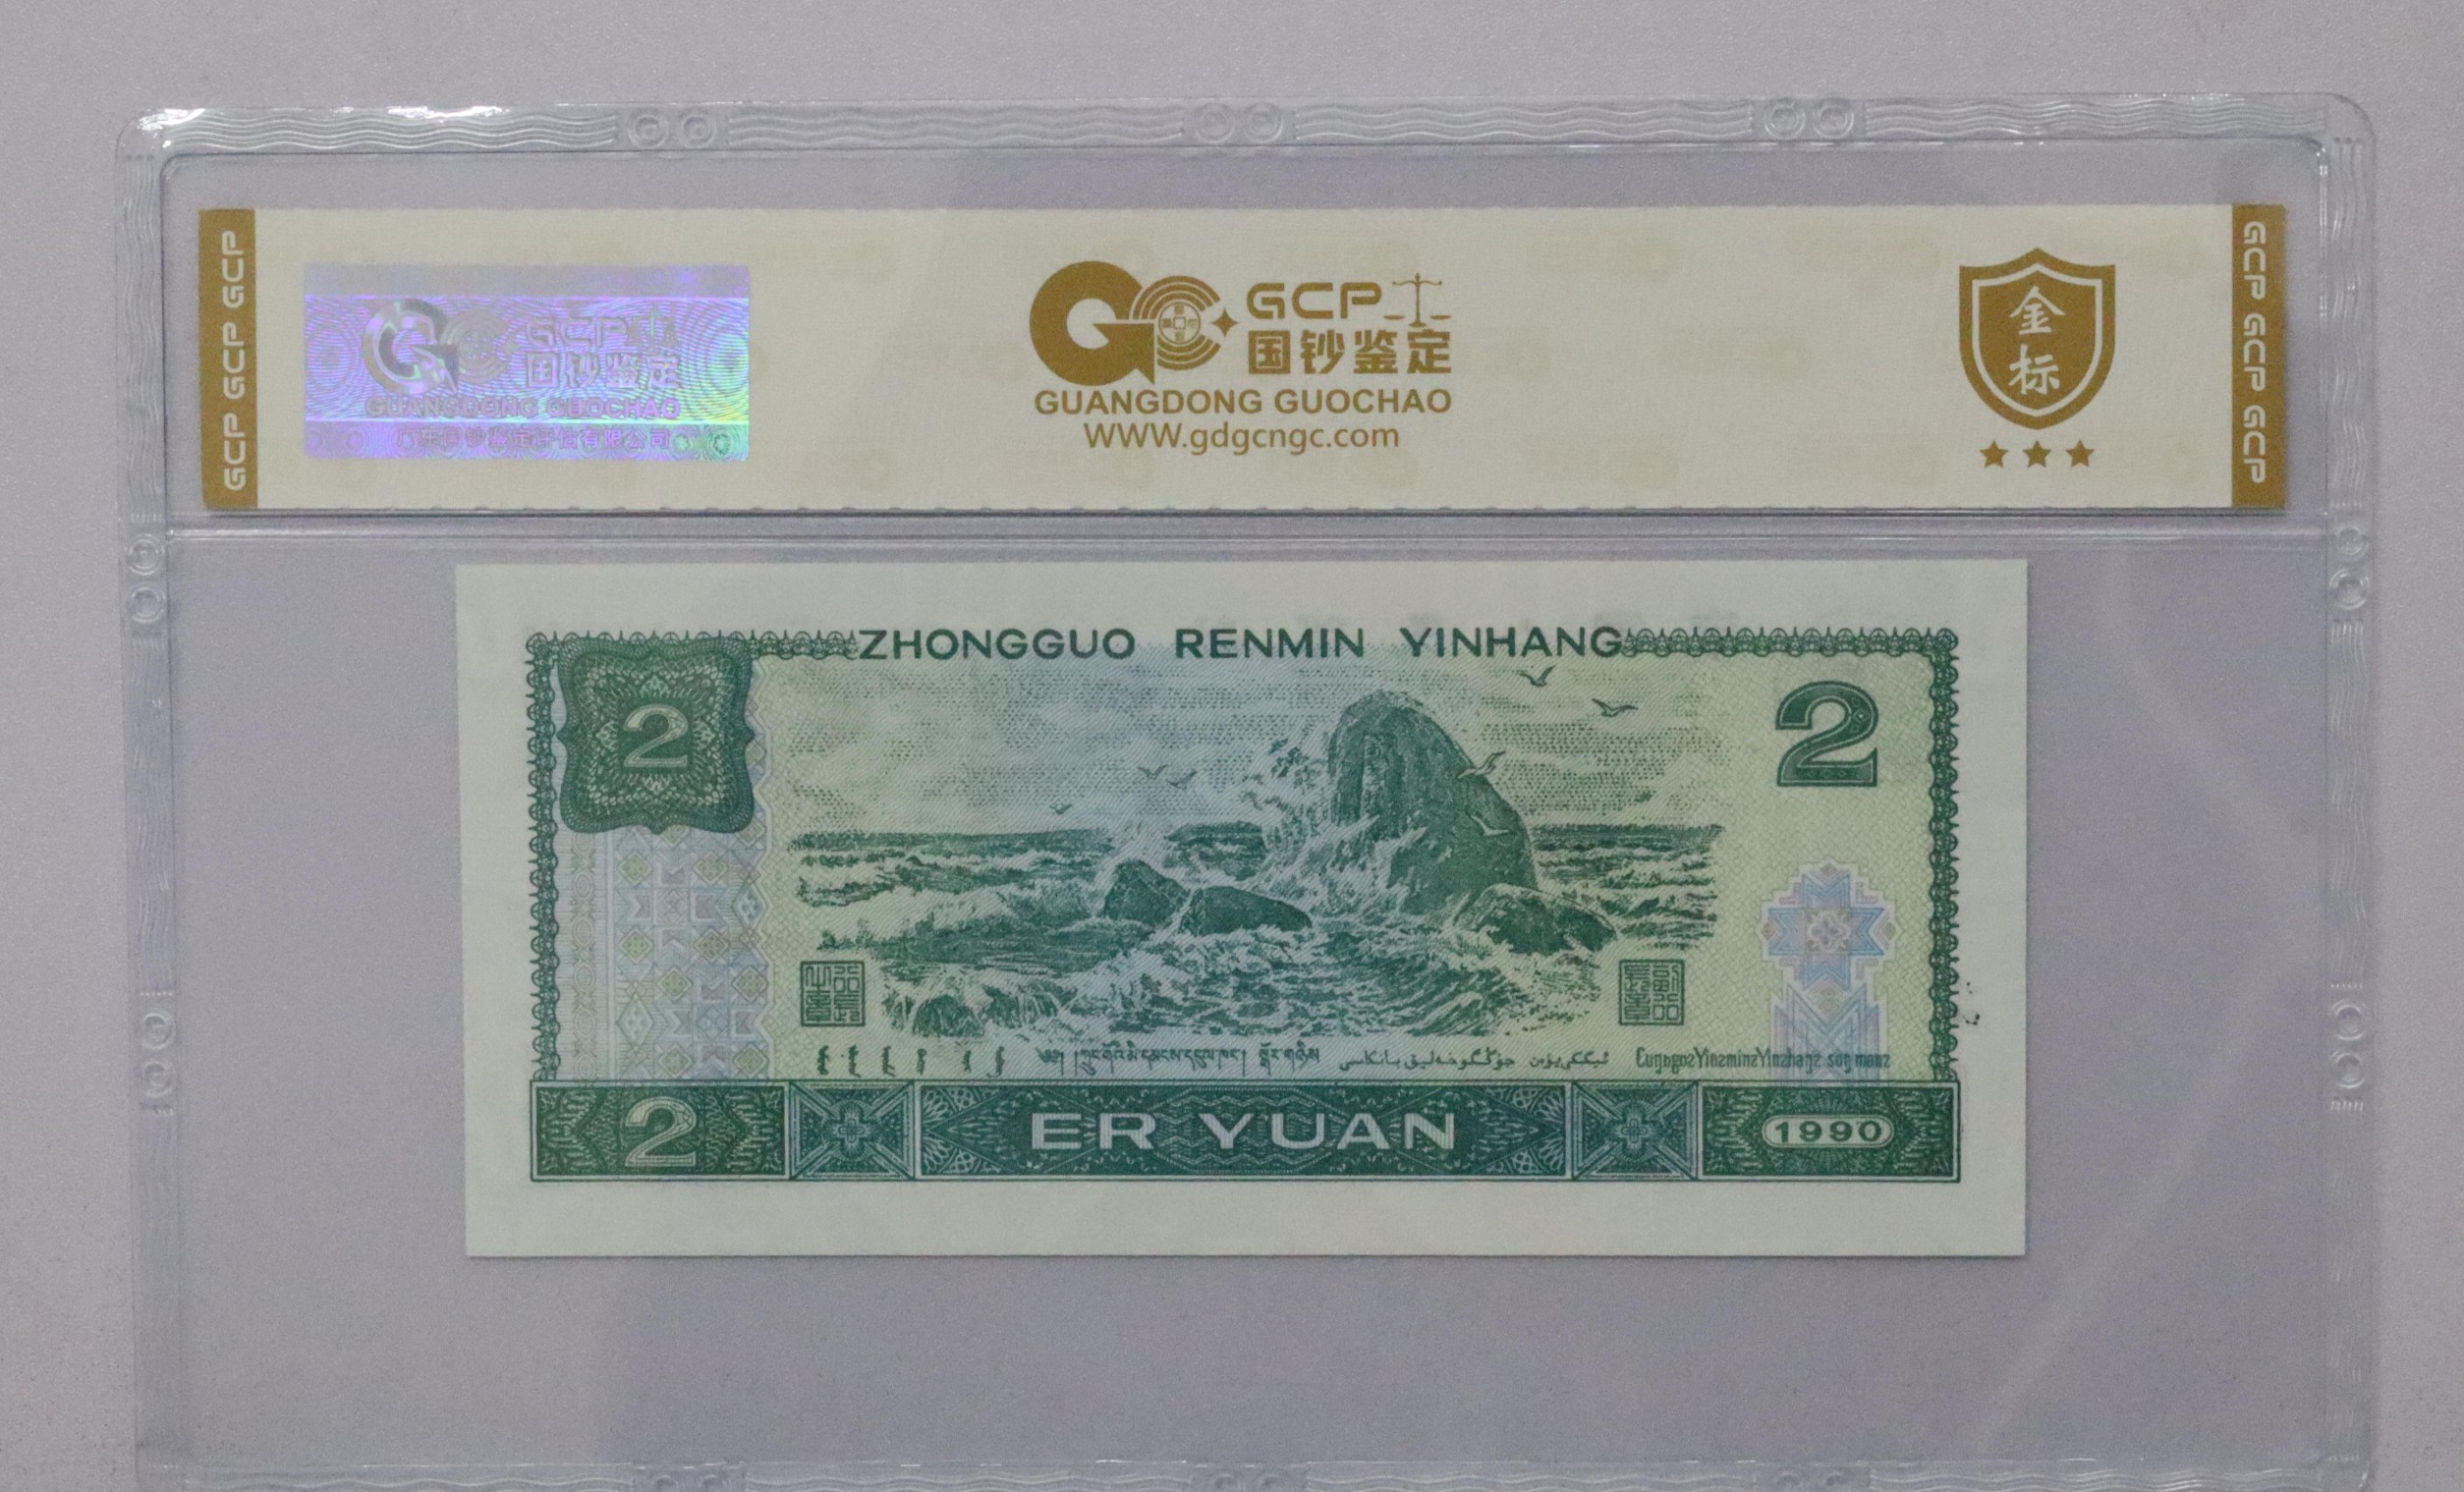 GCP GCP GCP
GCP
国钞鉴定
GUANGDONG GUOCHAO
广东国钞鉴定评估有限公司
GCP
国钞鉴定
GUANGDONG GUOCHAO
WWW.gdgcngc.com
金
标
GCP GCP GCP
ZHONGGUO RENMIN YINHANG
2
2
2
ER YUAN
1990